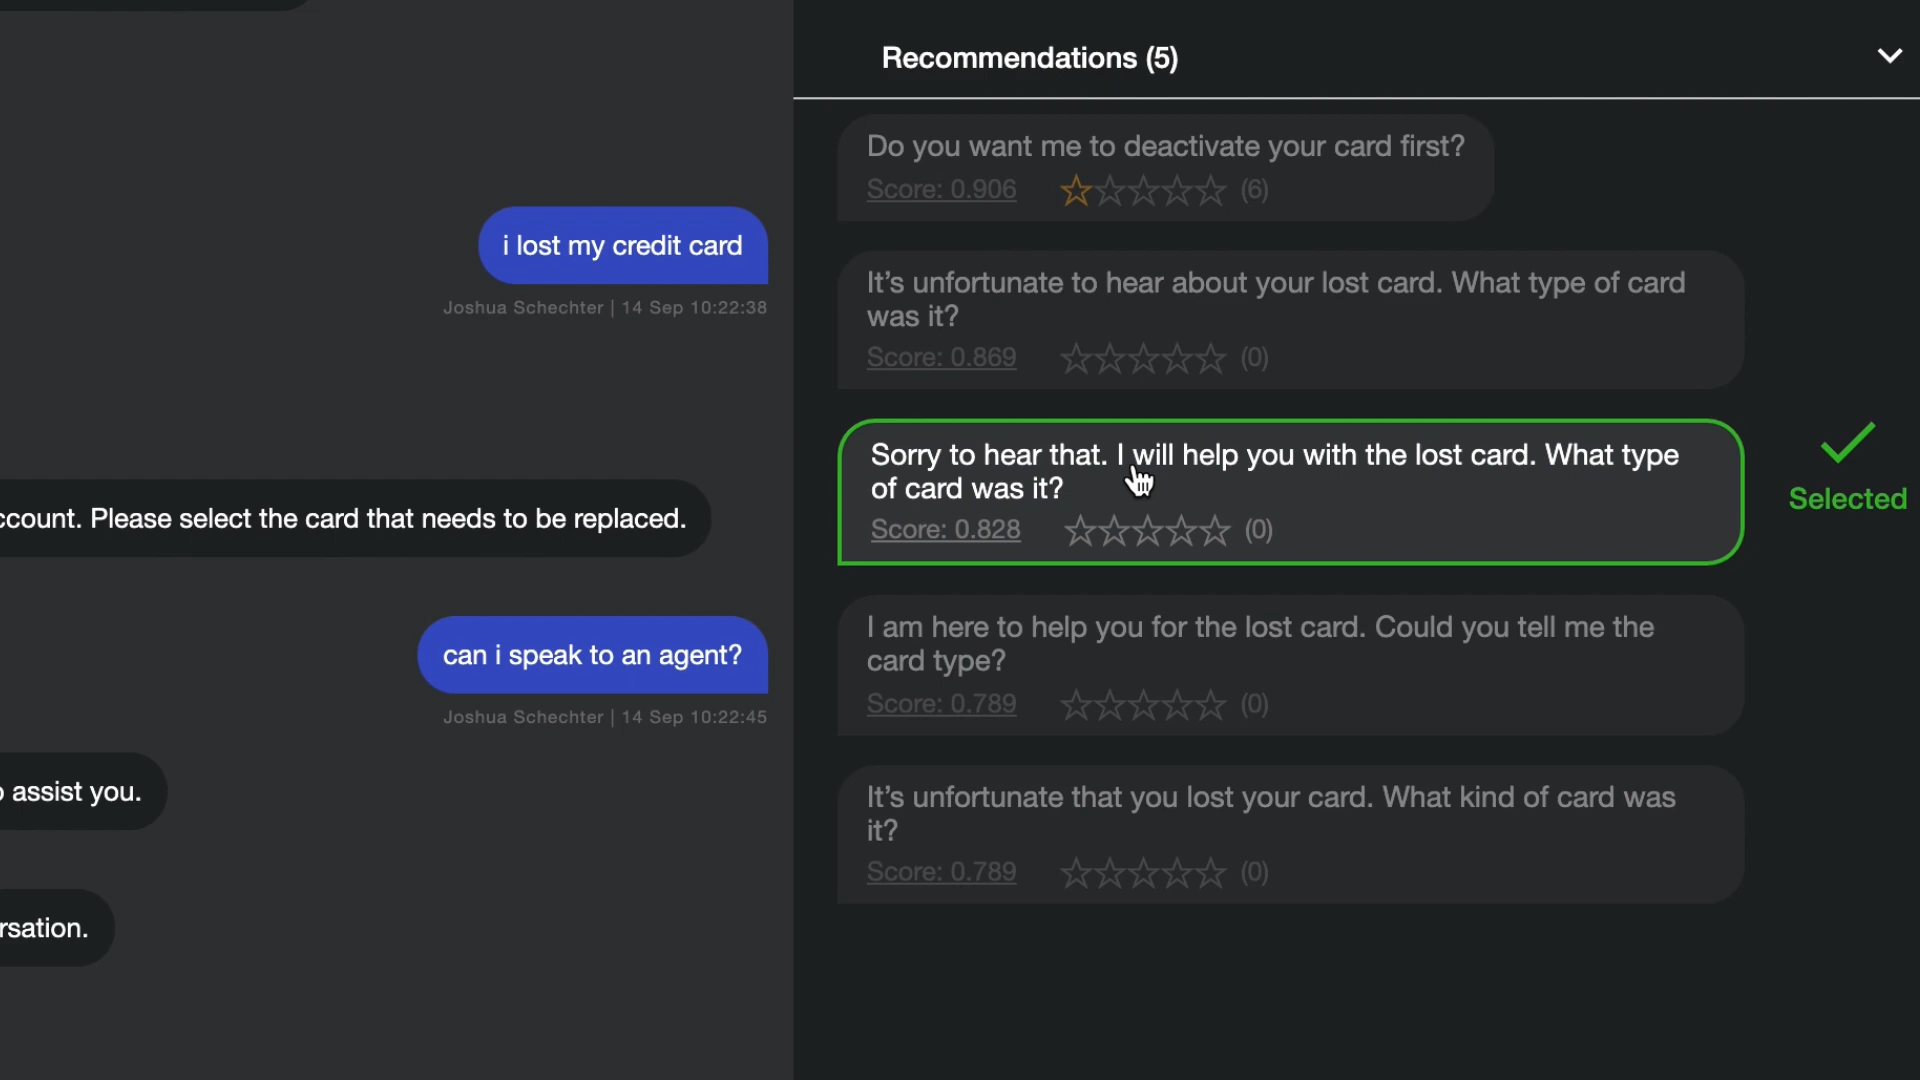 i lost my credit card
Joshua Schechter | 14 Sep 10:22:38
ccount. Please select the card that needs to be replaced.
can i speak to an agent?
Joshua Schechter | 14 Sep 10:22:45
assist you.
rsation.
Recommendations (5)
Do you want me to deactivate your card first?
Score: 0.906 (6)
It's unfortunate to hear about your lost card. What type of card
was it?
Score: 0.869 (0)
Sorry to hear that. I will help you with the lost card. What type
of card was it?
Score: 0.828 (0)
Selected
I am here to help you for the lost card. Could you tell me the
card type?
Score: 0.789 (0)
It's unfortunate that you lost your card. What kind of card was
it?
Score: 0.789 (0)